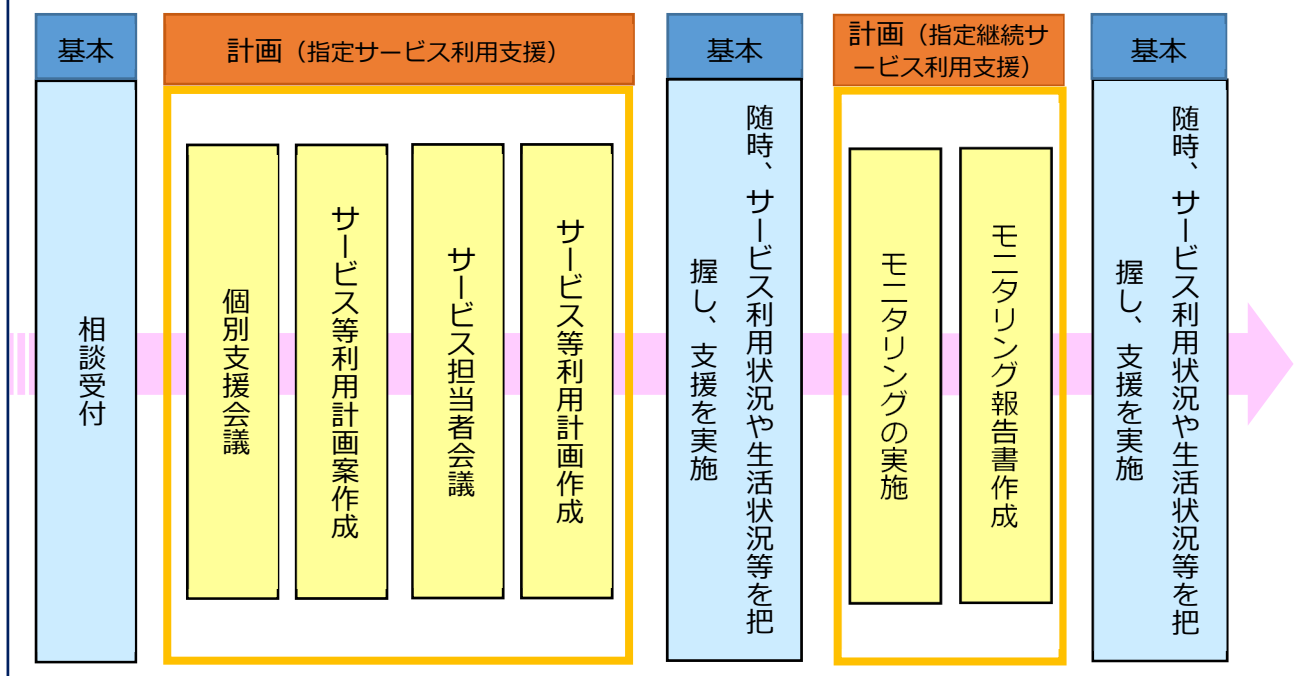 基本
相談受付
計画（指定サービス利用支援）
個別支援会議
サービス等利用計画案作成
サービス担当者会議
サービス等利用計画作成
基本
随時、サービス利用状況や生活状況等を把
握し、支援を実施
計画（指定継続サ
ービス利用支援）
モニタリングの実施
モニタリング報告書作成
基本
随時、サービス利用状況や生活状況等を把
握し、支援を実施